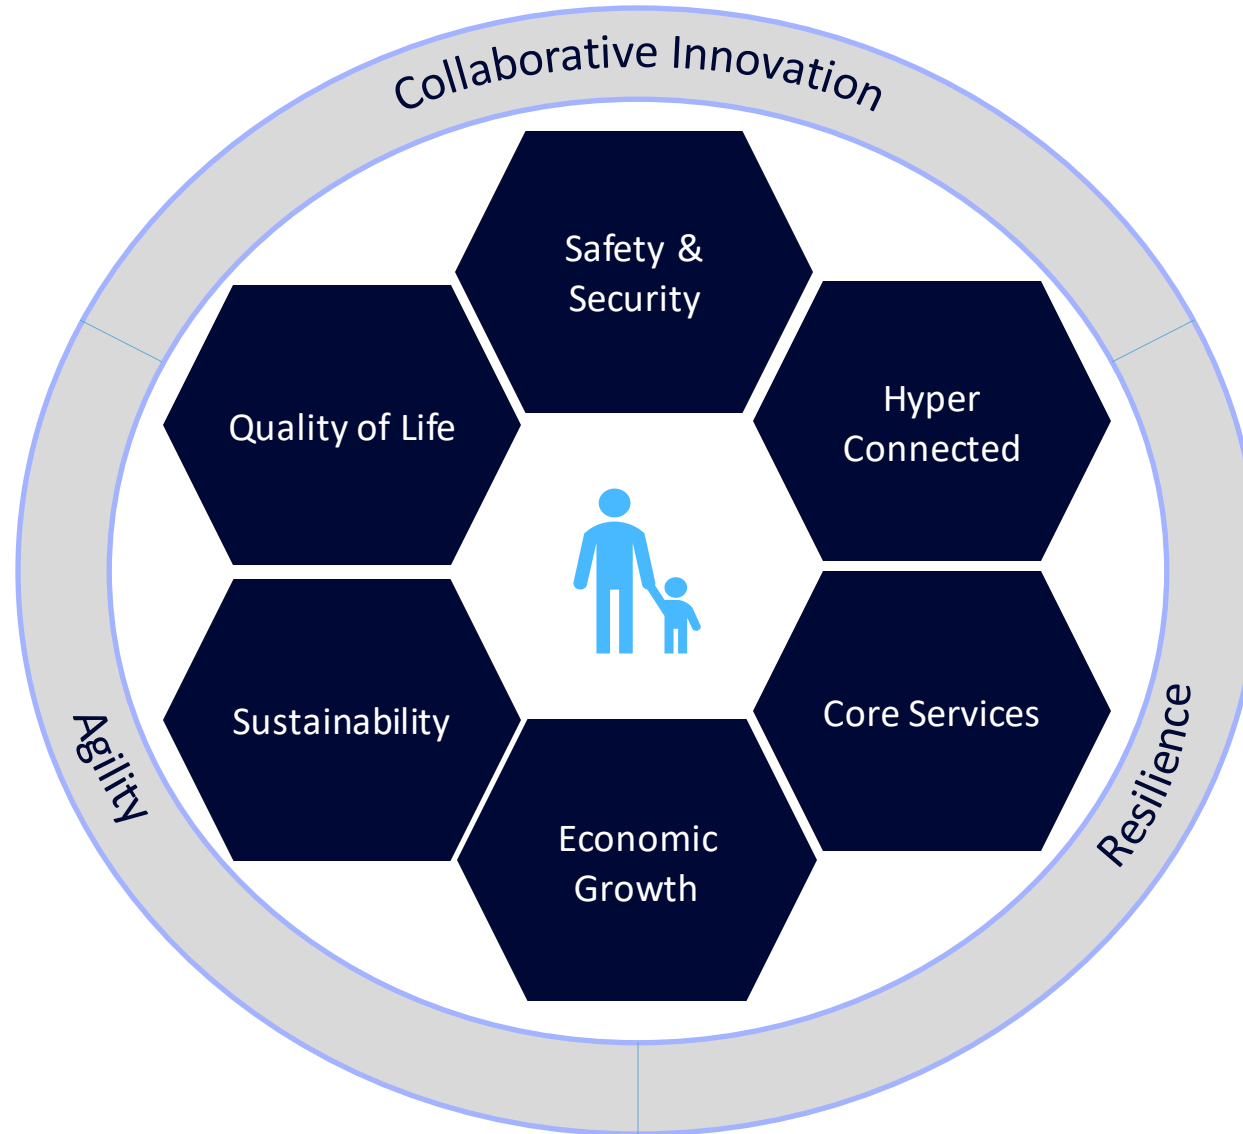 Collaborative Innovation
Safety &
Security
Hyper
Connected
Quality of Life
Sustainability
Core Services
Economic
Growth
Agility
Resilience